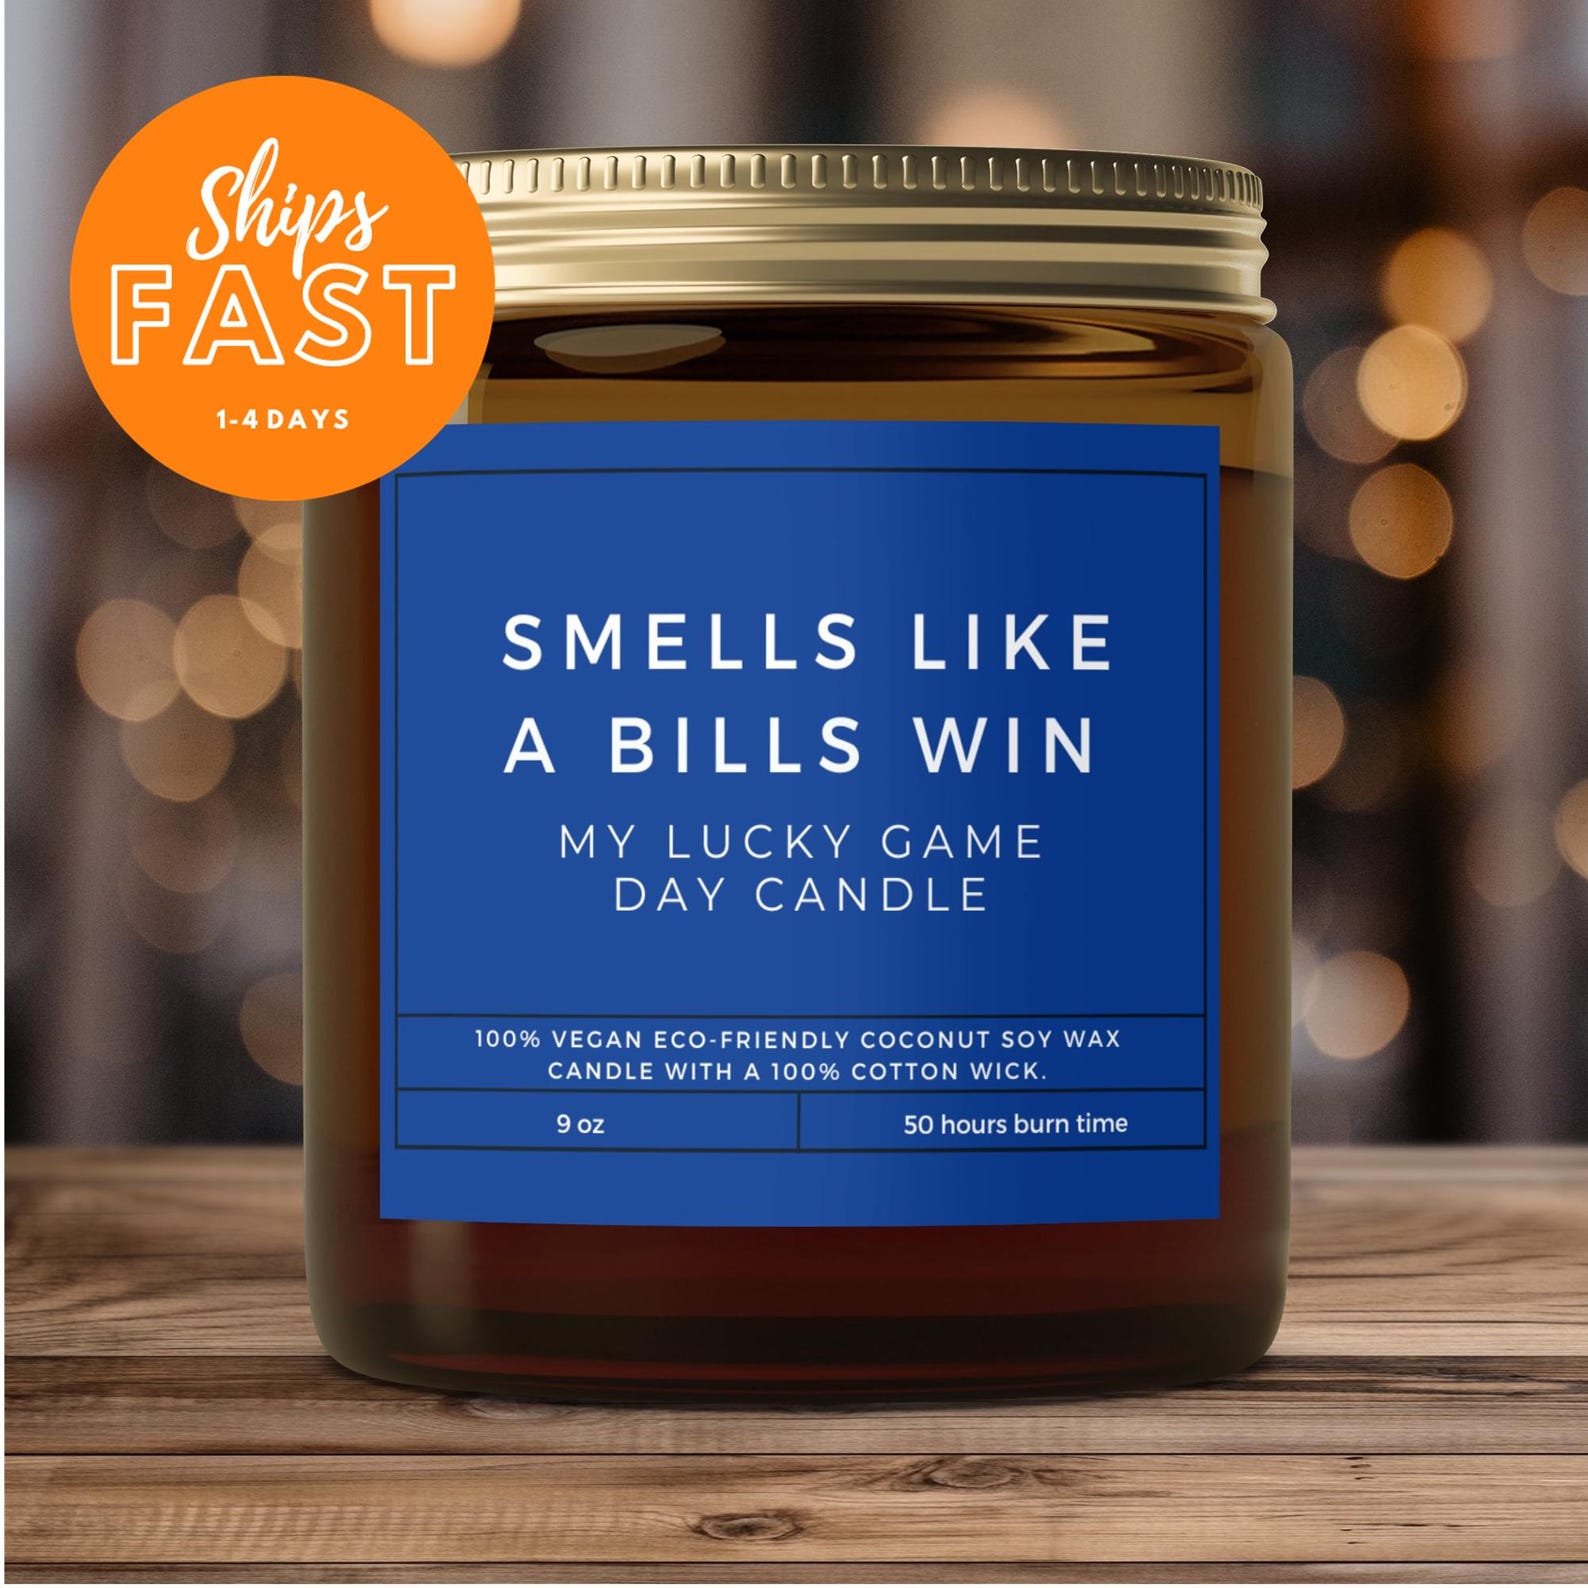 Ships
FAST
1-4 DAYS
SMELLS LIKE
A BILLS WIN
MY LUCKY GAME
DAY CANDLE
100% VEGAN ECO-FRIENDLY COCONUT SOY WAX
CANDLE WITH A 100% COTTON WICK.
9 oz
50 hours burn time